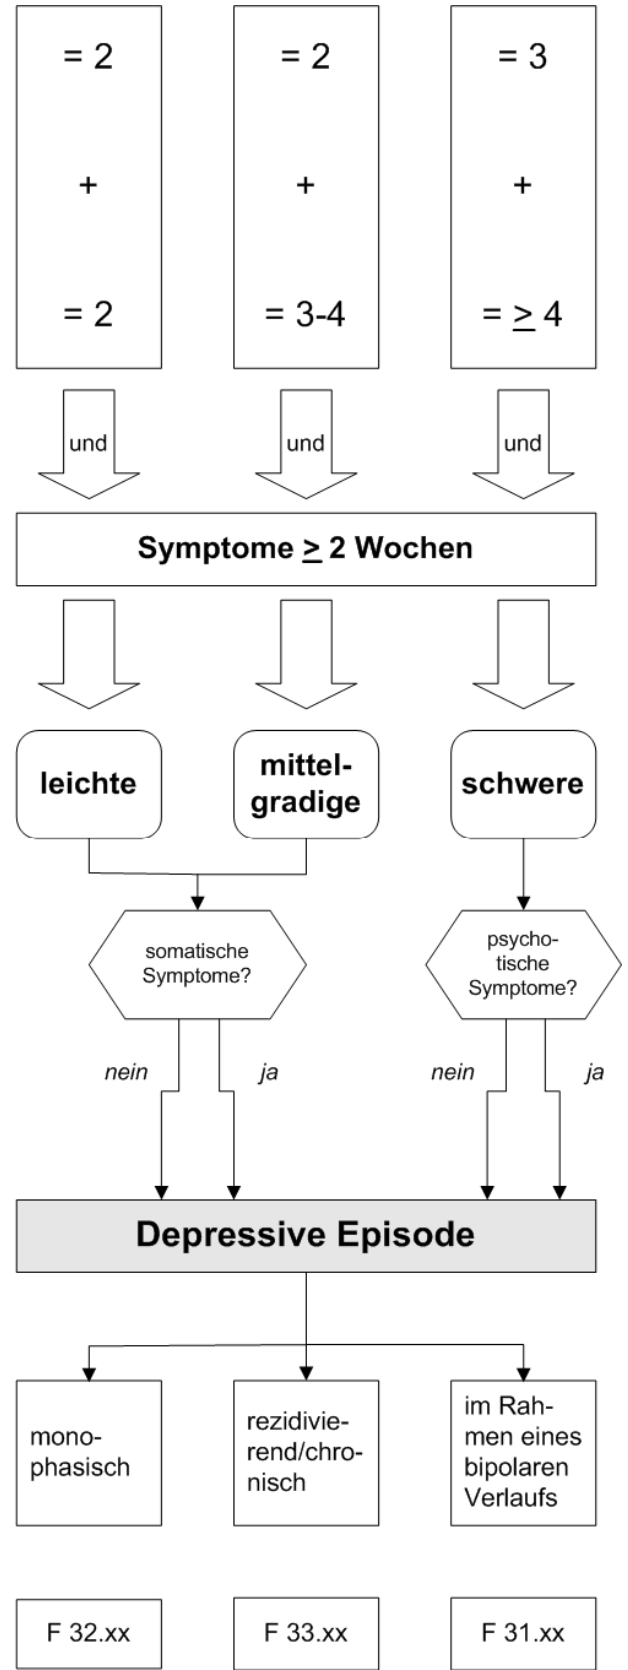 = 2
+
= 2
= 2
+
= 3-4
= 3
+
= ≥ 4
und
und
und
Symptome ≥ 2 Wochen
leichte
mittel-
gradige
schwere
somatische
Symptome?
psycho-
tische
Symptome?
nein
ja
nein
ja
Depressive Episode
mono-
phasisch
rezidivie-
rend/chro-
nisch
im Rah-
men eines
bipolaren
Verlaufs
F 32.xx
F 33.xx
F 31.xx